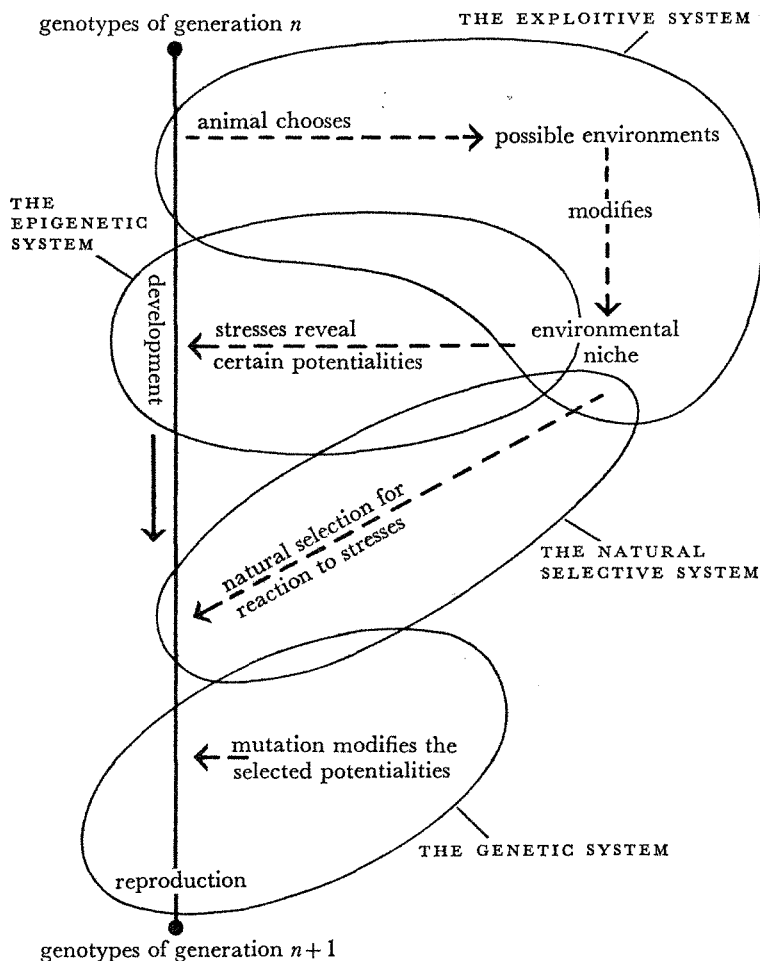 genotypes of generation n
THE EXPLOITIVE SYSTEM
animal chooses
possible environments
modifies
THE
EPIGENETIC
SYSTEM
development
stresses reveal
certain potentialities
environmental
niche
natural selection for
reaction to stresses
THE NATURAL
SELECTIVE SYSTEM
mutation modifies the
selected potentialities
THE GENETIC SYSTEM
reproduction
genotypes of generation n+1